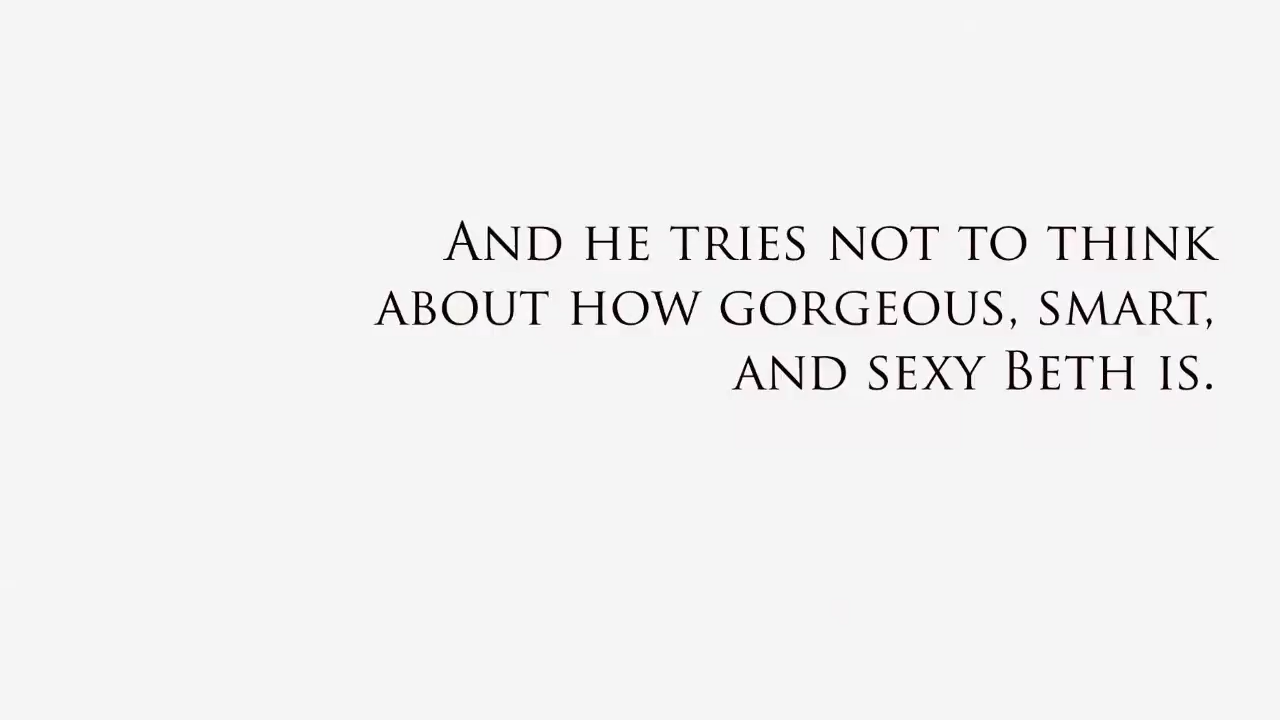 And he tries not to think
about how gorgeous, smart,
and sexy Beth is.